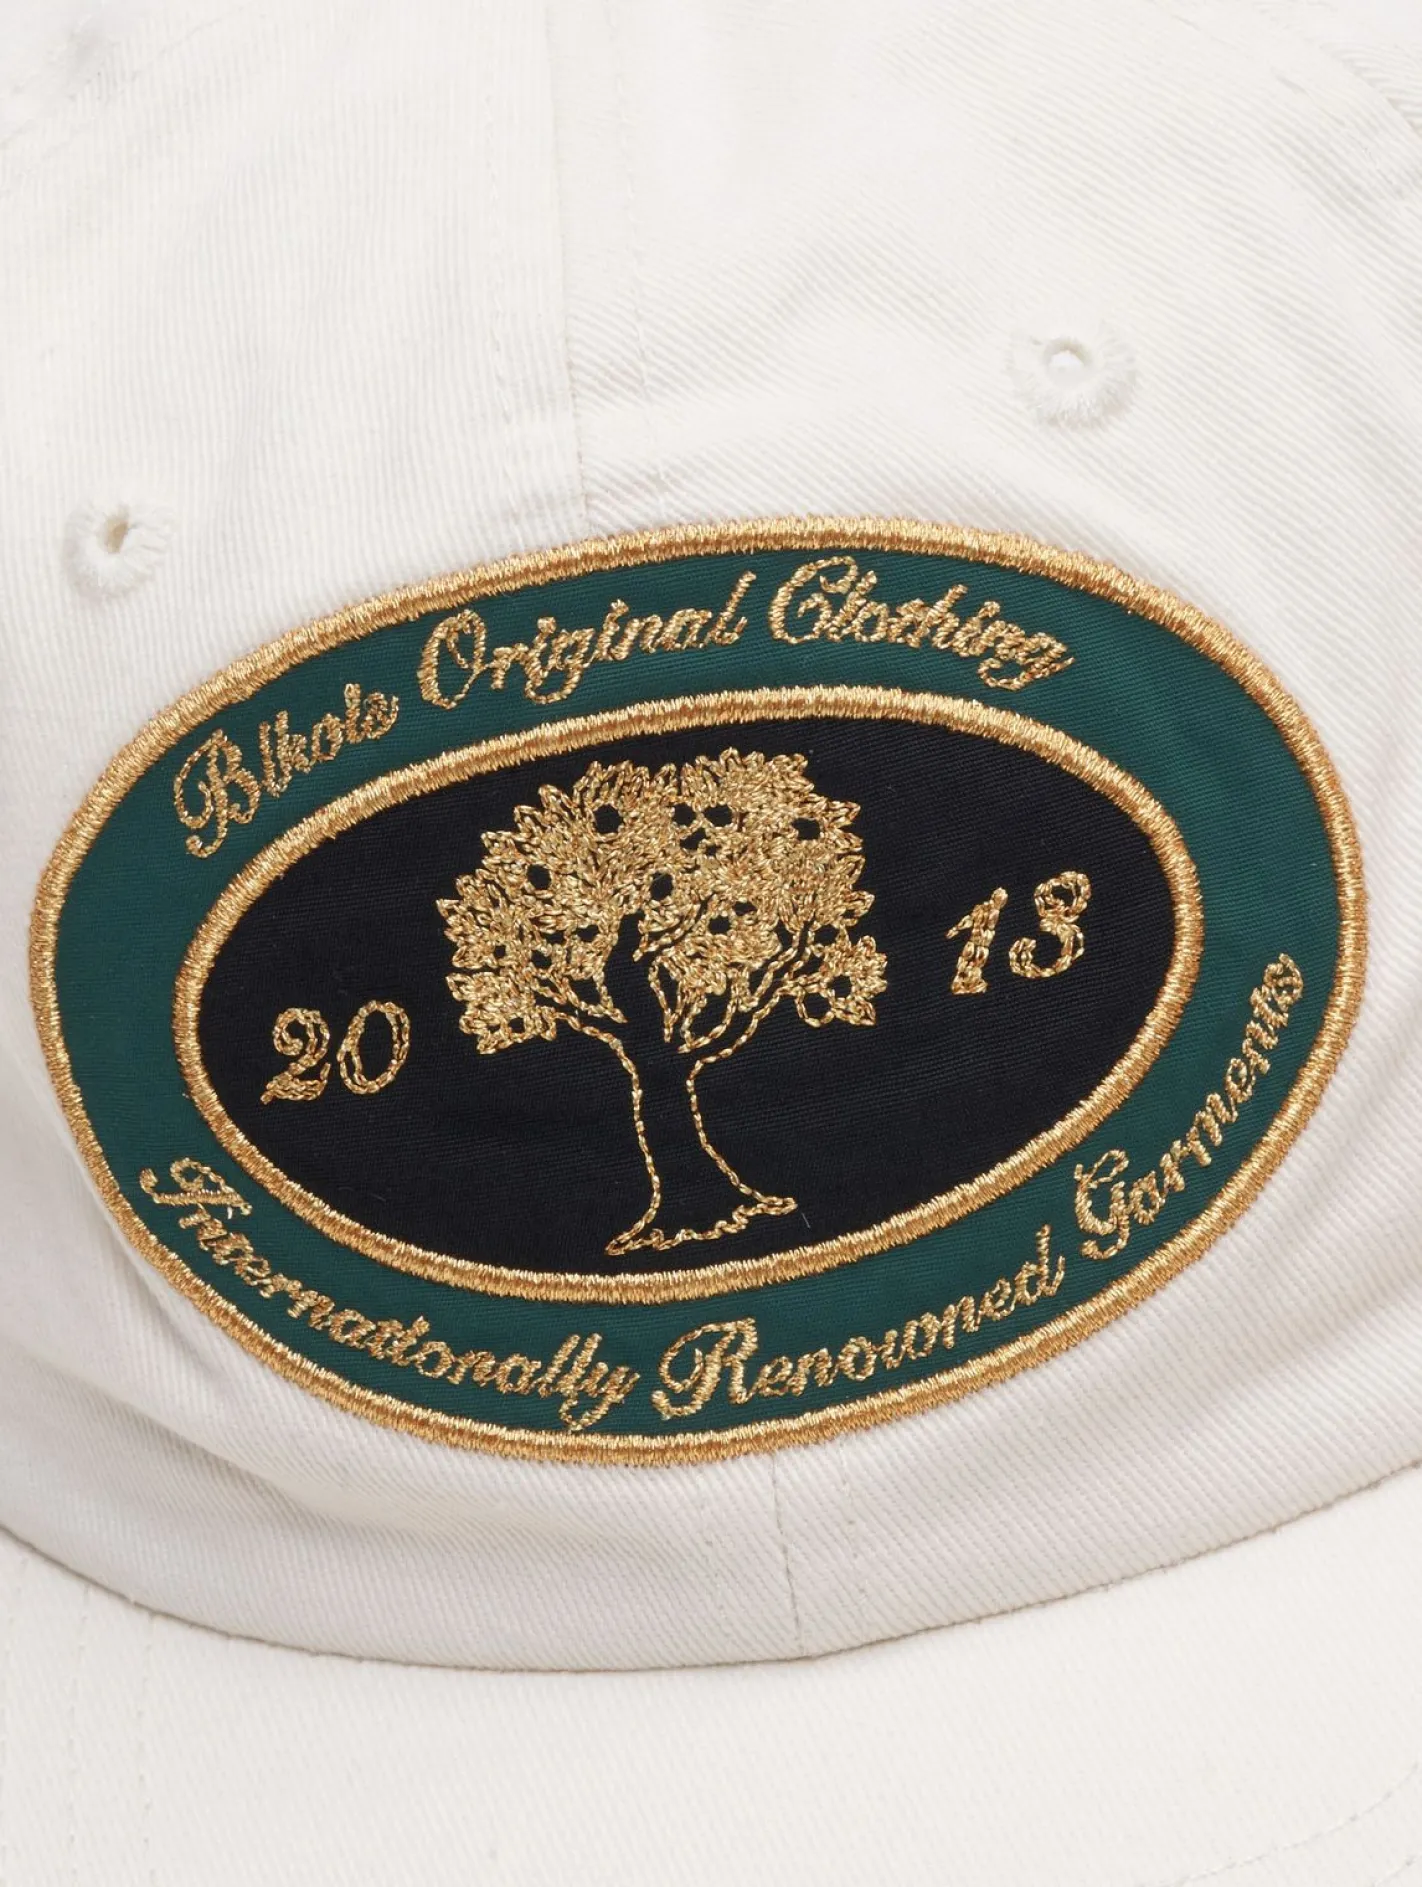 Blkois Original Clothing
20 13
Internationally Renowned Garments